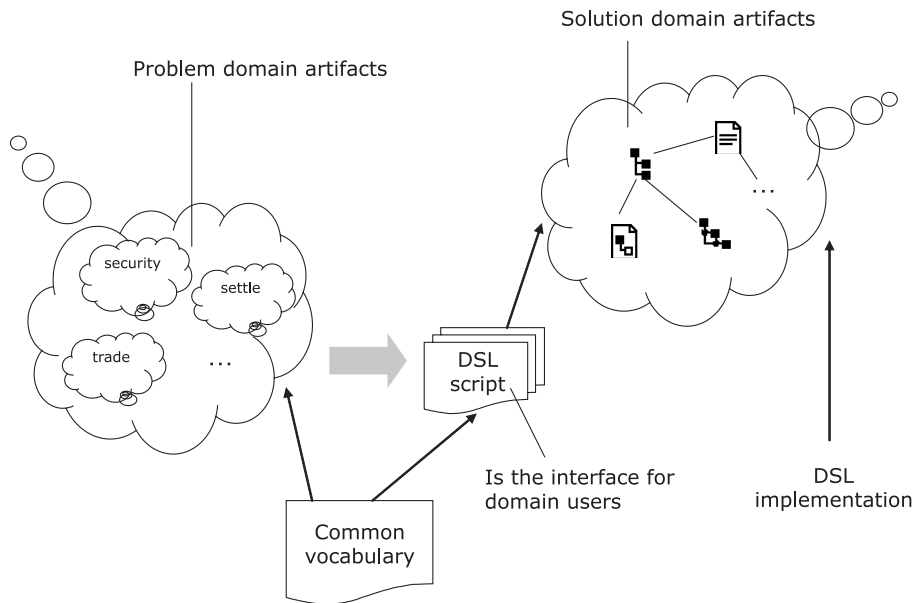 Solution domain artifacts
Problem domain artifacts
security
settle
trade
...
...
DSL
script
Is the interface for
domain users
DSL
implementation
Common
vocabulary